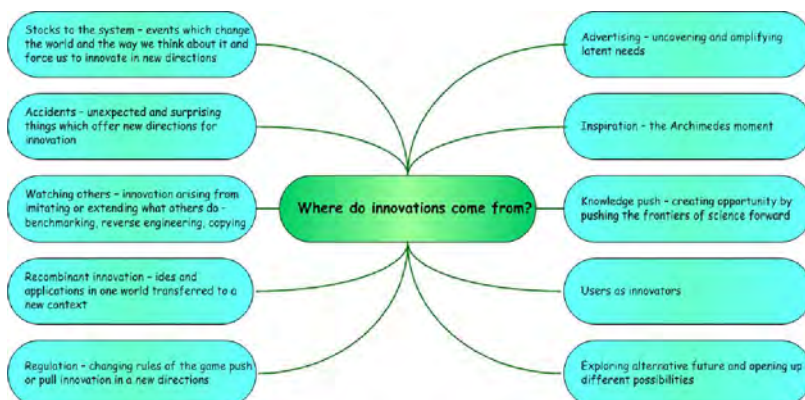 Stocks to the system – events which change
the world and the way we think about it and
force us to innovate in new directions
Accidents – unexpected and surprising
things which offer new directions for
innovation
Watching others – innovation arising from
imitating or extending what others do -
benchmarking, reverse engineering, copying
Recombinant innovation – ides and
applications in one world transferred to a
new context
Regulation – changing rules of the game push
or pull innovation in a new directions
Where do innovations come from?
Advertising – uncovering and amplifying
latent needs
Inspiration – the Archimedes moment
Knowledge push – creating opportunity by
pushing the frontiers of science forward
Users as innovators
Exploring alternative future and opening up
different possibilities